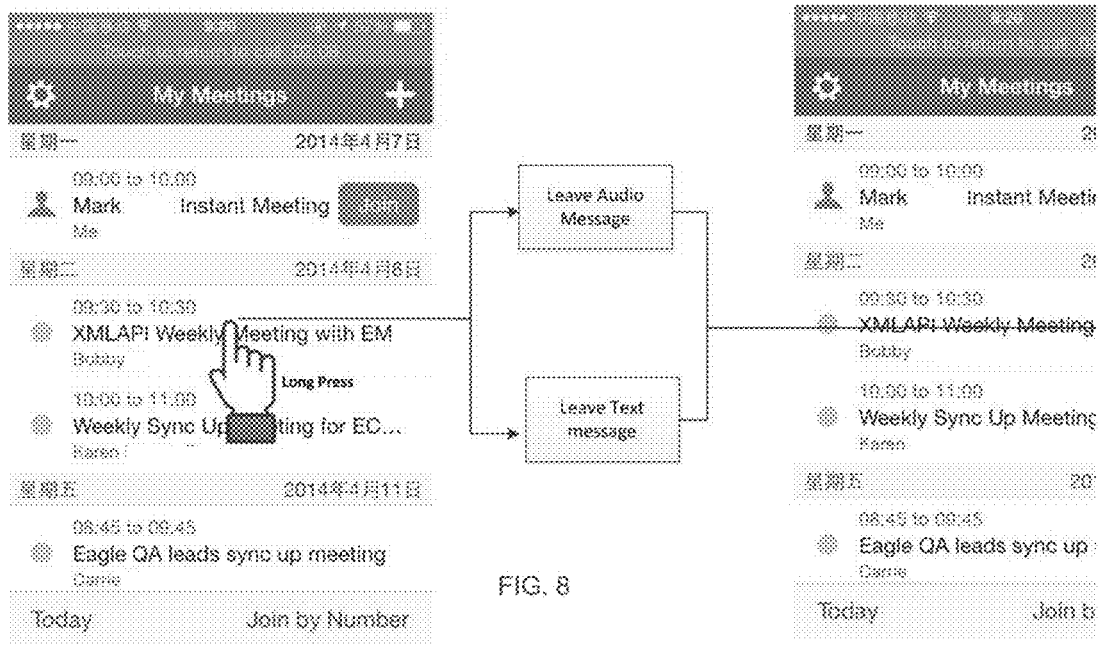 My Meetings
星期一 2014年4月7日
09:00 to 10:00
Mark Instant Meeting
Me
星期二 2014年4月8日
09:30 to 10:30
XMLAPI Weekly Meeting with EM
Bobby
Long Press
10:00 to 11:00
Weekly Sync Up ting for EC...
Karen
星期五 2014年4月11日
08:45 to 09:45
Eagle QA leads sync up meeting
Carrie
Today Join by Number
Leave Audio
Message
Leave Text
message
FIG. 8
My Meetings
星期一 2
09:00 to 10:00
Mark Instant Meeti
Me
星期二 2
09:30 to 10:30
XMLAPI Weekly Meeting
Bobby
10:00 to 11:00
Weekly Sync Up Meeting
Karen
星期五 201
08:45 to 09:45
Eagle QA leads sync up
Carrie
Today Join b